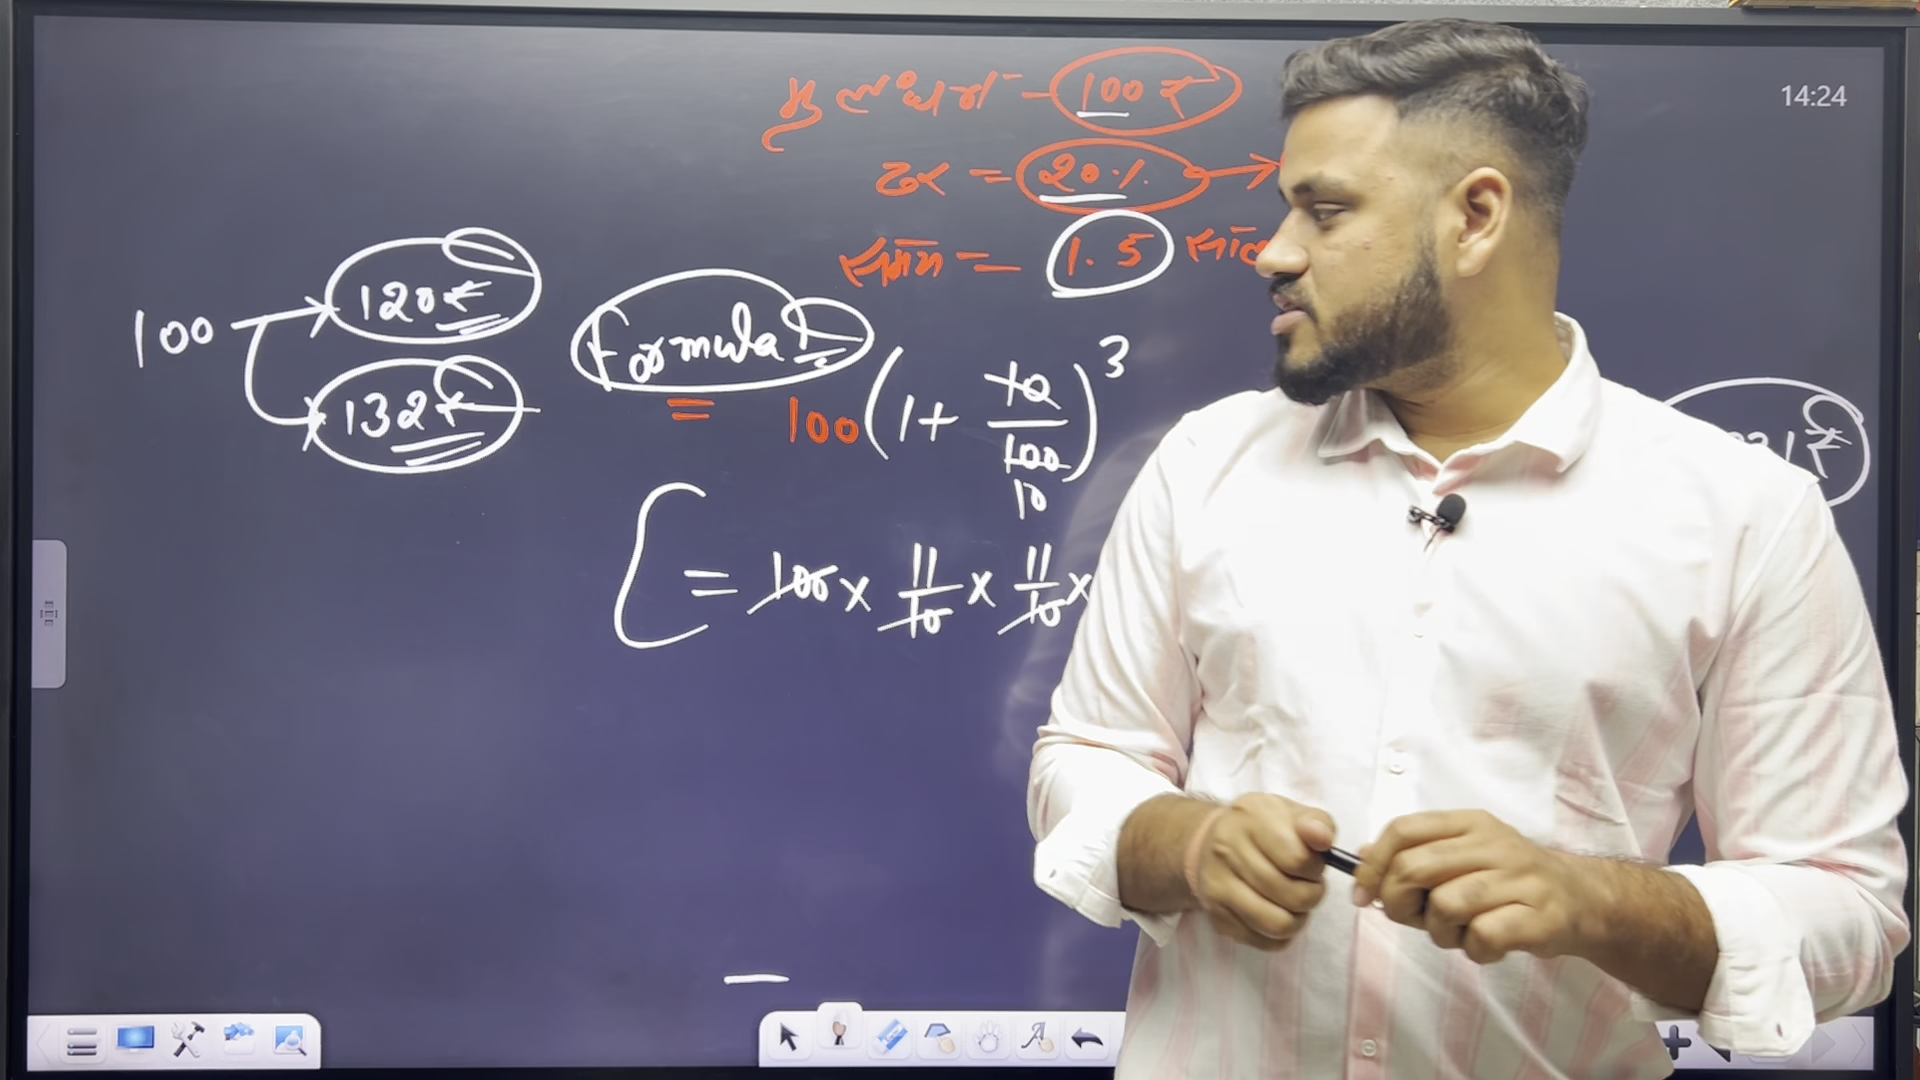 मूलधन - 100 ₹
14:24
दर = 20% →
समय = 1.5 साल
100 → 120 ₹
132 ₹
Formula
= 100 (1 + 10/100)³
10
= 100 × 11/10 × 11/10 ×